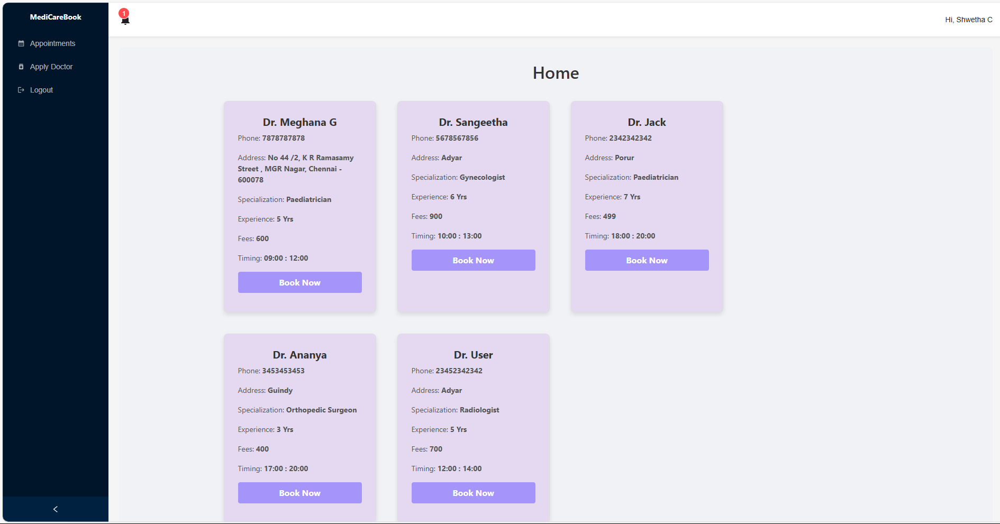 MediCareBook
Appointments
Apply Doctor
Logout
1
Hi, Shwetha C
Home
Dr. Meghana G
Phone: 7878787878
Address: No 44 /2, K R Ramasamy
Street , MGR Nagar, Chennai -
600078
Specialization: Paediatrician
Experience: 5 Yrs
Fees: 600
Timing: 09:00 : 12:00
Book Now
Dr. Sangeetha
Phone: 5678567856
Address: Adyar
Specialization: Gynecologist
Experience: 6 Yrs
Fees: 900
Timing: 10:00 : 13:00
Book Now
Dr. Jack
Phone: 2342342342
Address: Porur
Specialization: Paediatrician
Experience: 7 Yrs
Fees: 499
Timing: 18:00 : 20:00
Book Now
Dr. Ananya
Phone: 3453453453
Address: Guindy
Specialization: Orthopedic Surgeon
Experience: 3 Yrs
Fees: 400
Timing: 17:00 : 20:00
Book Now
Dr. User
Phone: 23452342342
Address: Adyar
Specialization: Radiologist
Experience: 5 Yrs
Fees: 700
Timing: 12:00 : 14:00
Book Now